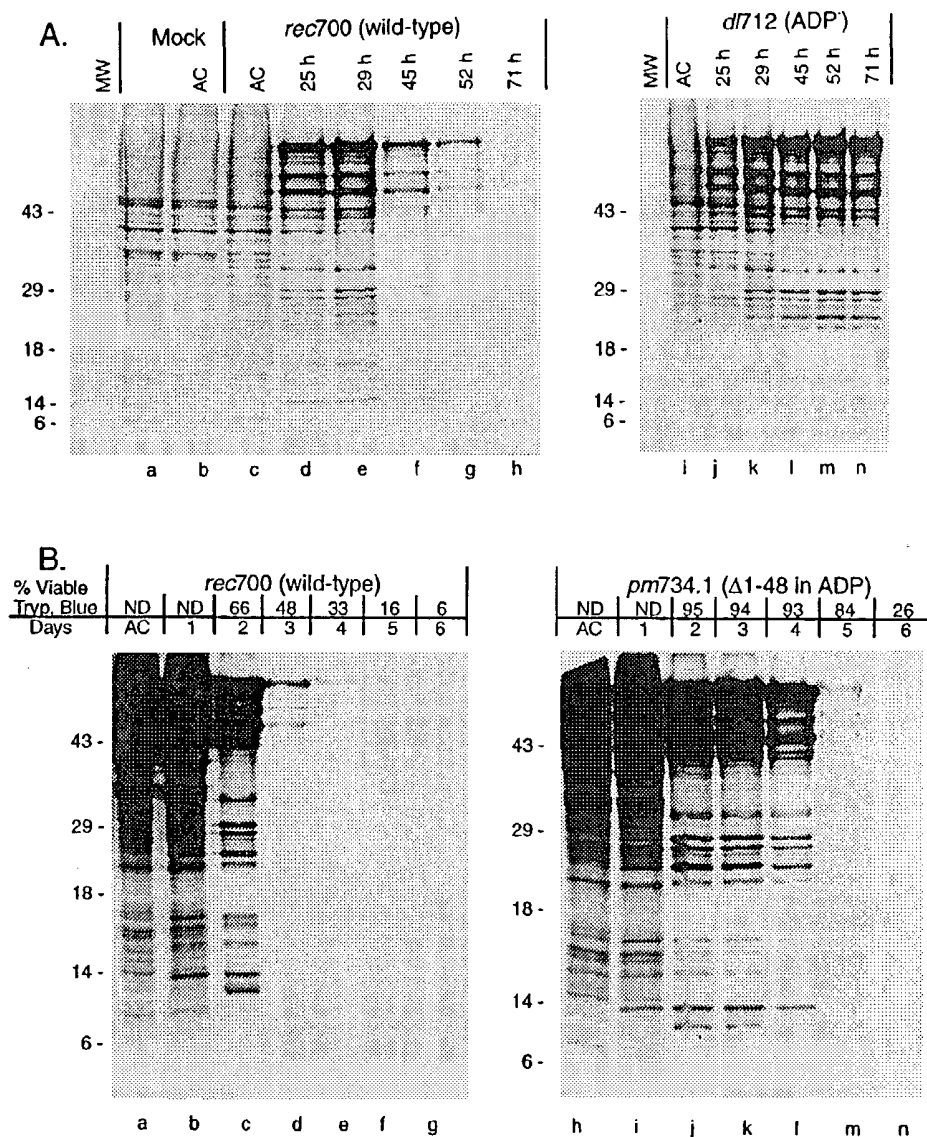 A.
Mock
rec700 (wild-type)
dl712 (ADP-)
MW
AC
AC
25 h
29 h
45 h
52 h
71 h
MW
AC
25 h
29 h
45 h
52 h
71 h
43 -
29 -
18 -
14 -
6 -
43 -
29 -
18 -
14 -
6 -
a b c d e f g h
i j k l m n
B.
rec700 (wild-type)
pm734.1 (Δ1-48 in ADP)
% Viable
Tryp. Blue ND ND 66 48 33 16 6
Days AC 1 2 3 4 5 6
ND ND 95 94 93 84 26
AC 1 2 3 4 5 6
43 -
29 -
18 -
14 -
6 -
43 -
29 -
18 -
14 -
6 -
a b c d e f g
h i j k l m n